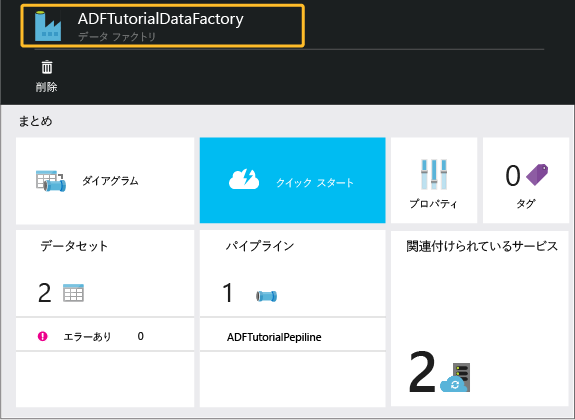 ADFTutorialDataFactory
データ ファクトリ
削除
まとめ
ダイアグラム
クイック スタート
プロパティ
0
タグ
データセット
2
エラーあり 0
パイプライン
1
ADFTutorialPepiline
関連付けられているサービス
2